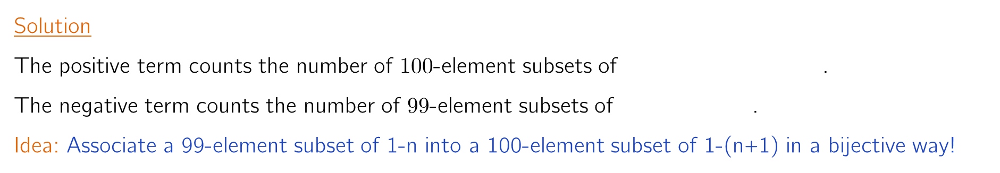 Solution
The positive term counts the number of 100-element subsets of .
The negative term counts the number of 99-element subsets of .
Idea: Associate a 99-element subset of 1-n into a 100-element subset of 1-(n+1) in a bijective way!